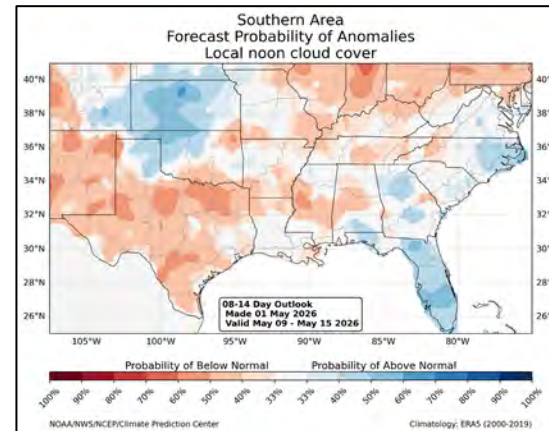 Southern Area
Forecast Probability of Anomalies
Local noon cloud cover
40°N
38°N
36°N
34°N
32°N
30°N
28°N
26°N
40°N
38°N
36°N
34°N
32°N
30°N
28°N
26°N
08-14 Day Outlook
Made 01 May 2026
Valid May 09 - May 15 2026
105°W 100°W 95°W 90°W 85°W 80°W
Probability of Below Normal Probability of Above Normal
100% 90% 80% 70% 60% 50% 40% 33% 33% 40% 50% 60% 70% 80% 90% 100%
NOAA/NWS/NCEP/Climate Prediction Center Climatology: ERA5 (2000-2019)